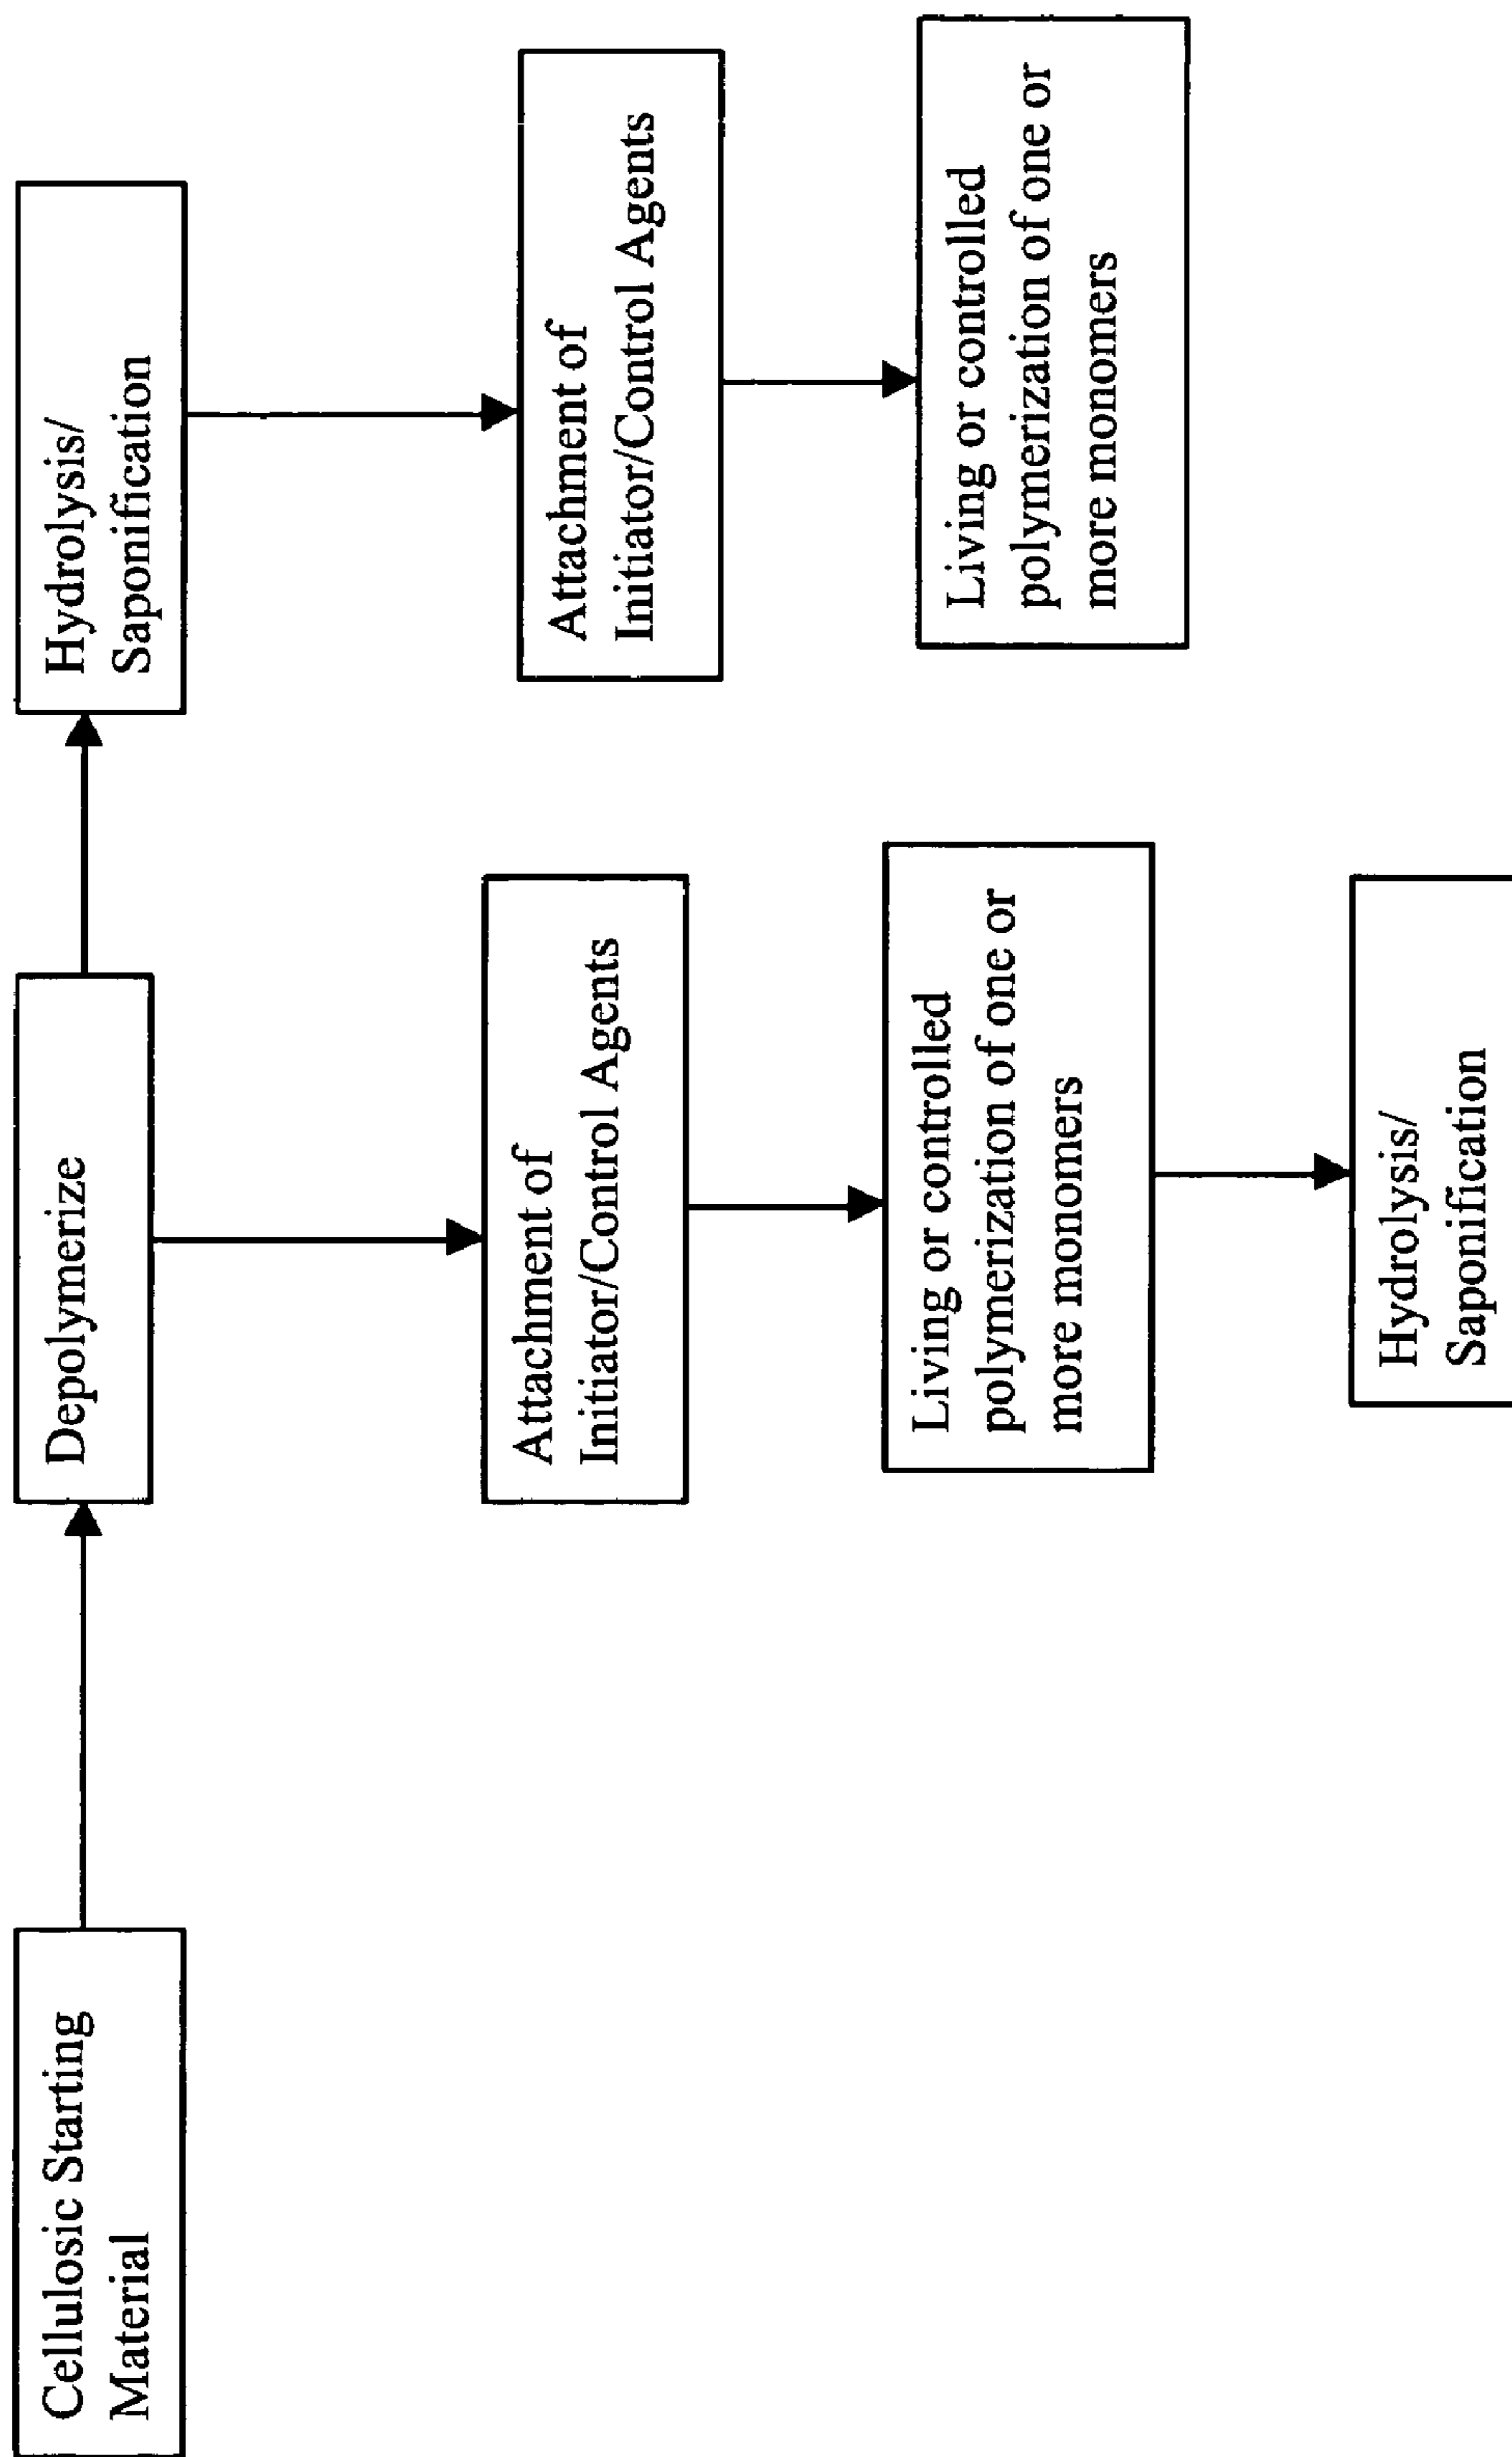 Cellulosic Starting
Material
Depolymerize
Hydrolysis/
Saponification
Attachment of
Initiator/Control Agents
Attachment of
Initiator/Control Agents
Living or controlled
polymerization of one or
more monomers
Living or controlled
polymerization of one or
more monomers
Hydrolysis/
Saponification